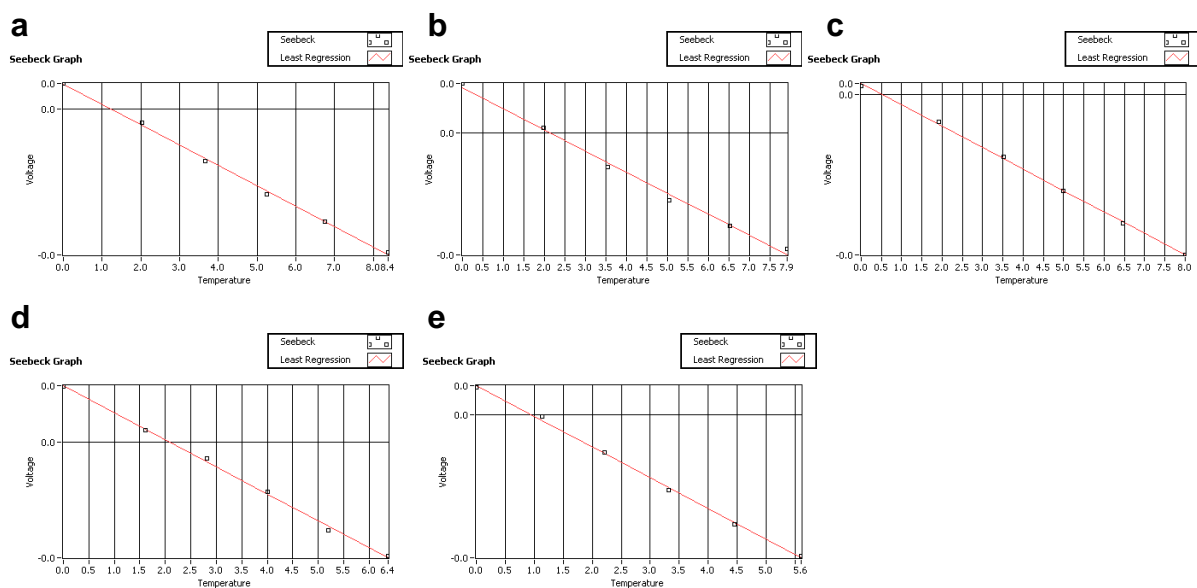 a
Seebeck
Least Regression
Seebeck Graph
0.0
0.0
-0.0
Voltage
0.0 1.0 2.0 3.0 4.0 5.0 6.0 7.0 8.0 8.4
Temperature
b
Seebeck
Least Regression
Seebeck Graph
0.0
0.0
-0.0
Voltage
0.0 0.5 1.0 1.5 2.0 2.5 3.0 3.5 4.0 4.5 5.0 5.5 6.0 6.5 7.0 7.5 7.9
Temperature
c
Seebeck
Least Regression
Seebeck Graph
0.0
0.0
-0.0
Voltage
0.0 0.5 1.0 1.5 2.0 2.5 3.0 3.5 4.0 4.5 5.0 5.5 6.0 6.5 7.0 7.5 8.0
Temperature
d
Seebeck
Least Regression
Seebeck Graph
0.0
0.0
-0.0
Voltage
0.0 0.5 1.0 1.5 2.0 2.5 3.0 3.5 4.0 4.5 5.0 5.5 6.0 6.4
Temperature
e
Seebeck
Least Regression
Seebeck Graph
0.0
0.0
-0.0
Voltage
0.0 0.5 1.0 1.5 2.0 2.5 3.0 3.5 4.0 4.5 5.0 5.6
Temperature